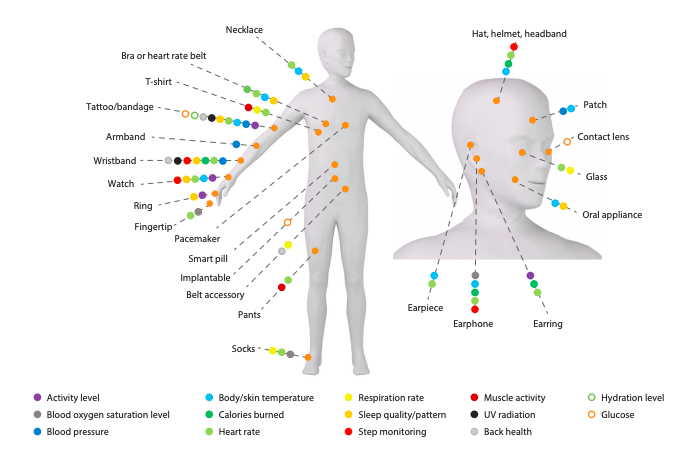 Necklace
Hat, helmet, headband
Bra or heart rate belt
T-shirt
Tattoo/bandage
Patch
Armband
Contact lens
Wristband
Glass
Watch
Ring
Oral appliance
Fingertip
Pacemaker
Smart pill
Implantable
Belt accessory
Pants
Earpiece
Earphone
Earring
Socks
Activity level
Body/skin temperature
Respiration rate
Muscle activity
Hydration level
Blood oxygen saturation level
Calories burned
Sleep quality/pattern
UV radiation
Glucose
Blood pressure
Heart rate
Step monitoring
Back health